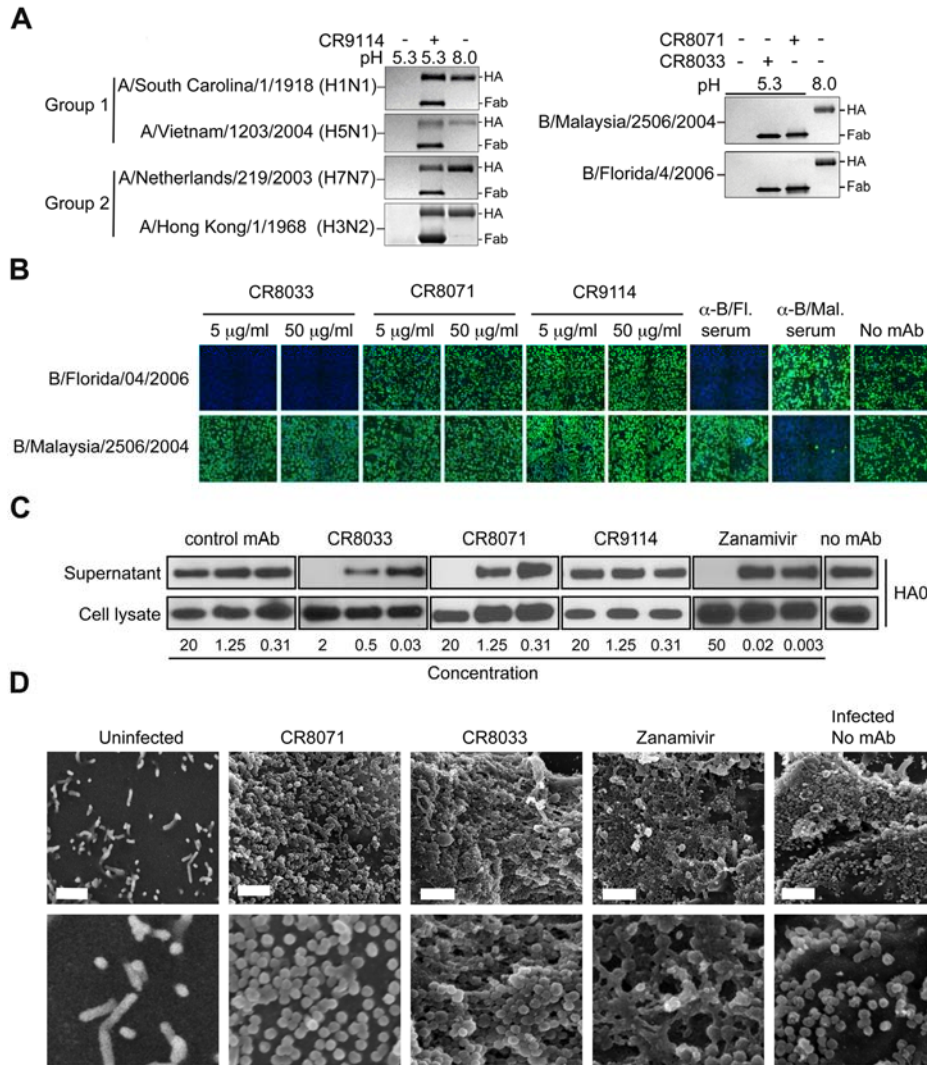 A
CR9114 - + -
pH 5.3 5.3 8.0
Group 1
A/South Carolina/1/1918 (H1N1)
HA
Fab
A/Vietnam/1203/2004 (H5N1)
HA
Fab
Group 2
A/Netherlands/219/2003 (H7N7)
HA
Fab
A/Hong Kong/1/1968 (H3N2)
HA
Fab
CR8071 - - + -
CR8033 - + - -
pH 5.3 8.0
B/Malaysia/2506/2004
HA
Fab
B/Florida/4/2006
HA
Fab
B
CR8033 CR8071 CR9114 α-B/Fl. serum α-B/Mal. serum No mAb
5 μg/ml 50 μg/ml 5 μg/ml 50 μg/ml 5 μg/ml 50 μg/ml
B/Florida/04/2006
B/Malaysia/2506/2004
C
control mAb CR8033 CR8071 CR9114 Zanamivir no mAb
Supernatant
Cell lysate
HA0
20 1.25 0.31 2 0.5 0.03 20 1.25 0.31 20 1.25 0.31 50 0.02 0.003
Concentration
D
Uninfected CR8071 CR8033 Zanamivir Infected No mAb